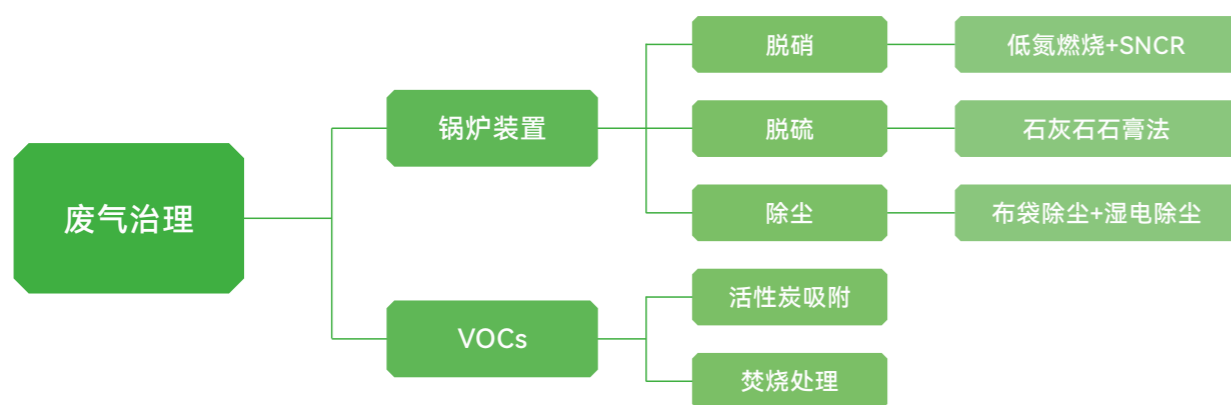 废气治理
锅炉装置
脱硝
低氮燃烧+SNCR
脱硫
石灰石石膏法
除尘
布袋除尘+湿电除尘
VOCs
活性炭吸附
焚烧处理